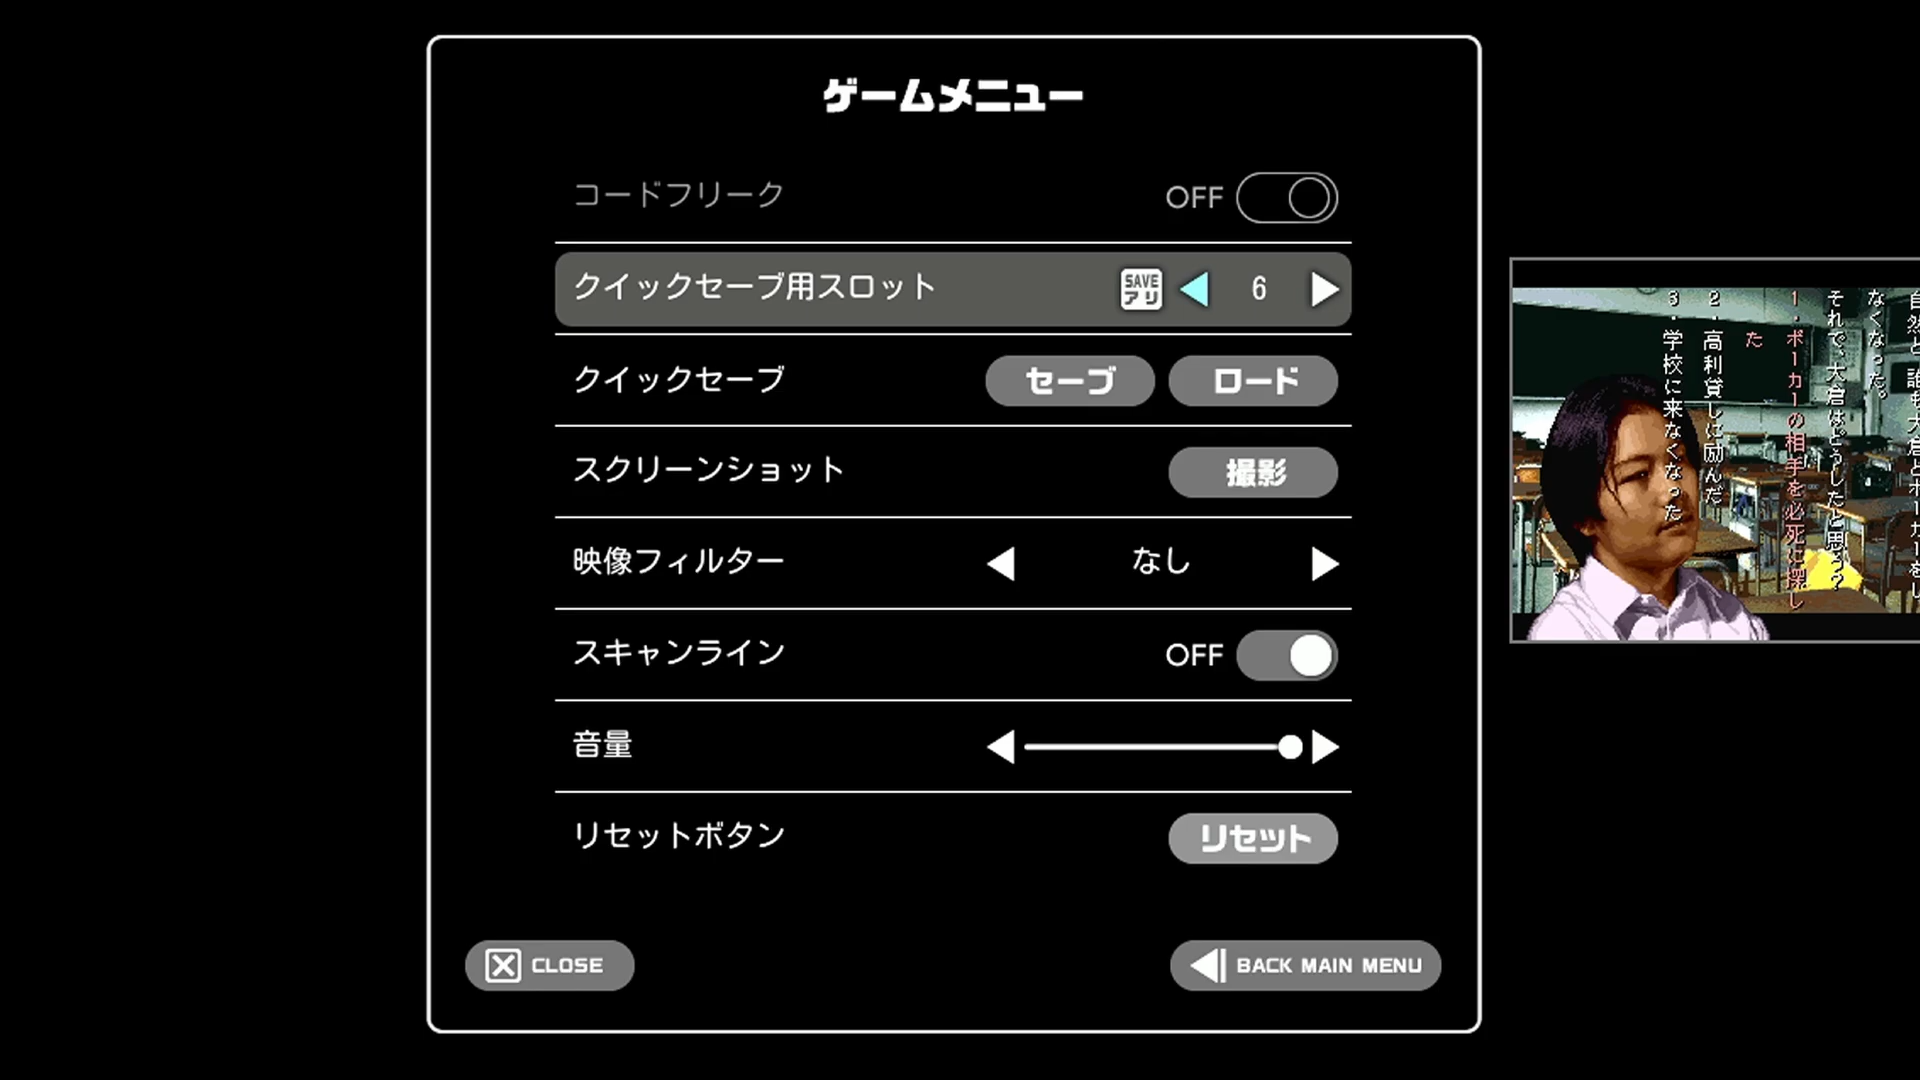 ゲームメニュー
コードフリーク OFF
クイックセーブ用スロット SAVEアリ 6
クイックセーブ セーブ ロード
スクリーンショット 撮影
映像フィルター なし
スキャンライン OFF
音量
リセットボタン リセット
CLOSE
BACK MAIN MENU
なくなった。
それで、大倉はどうしたと思う?
1．ポーカーの相手を必死に探し
た
2．高利貸しに励んだ
3．学校に来なくなった